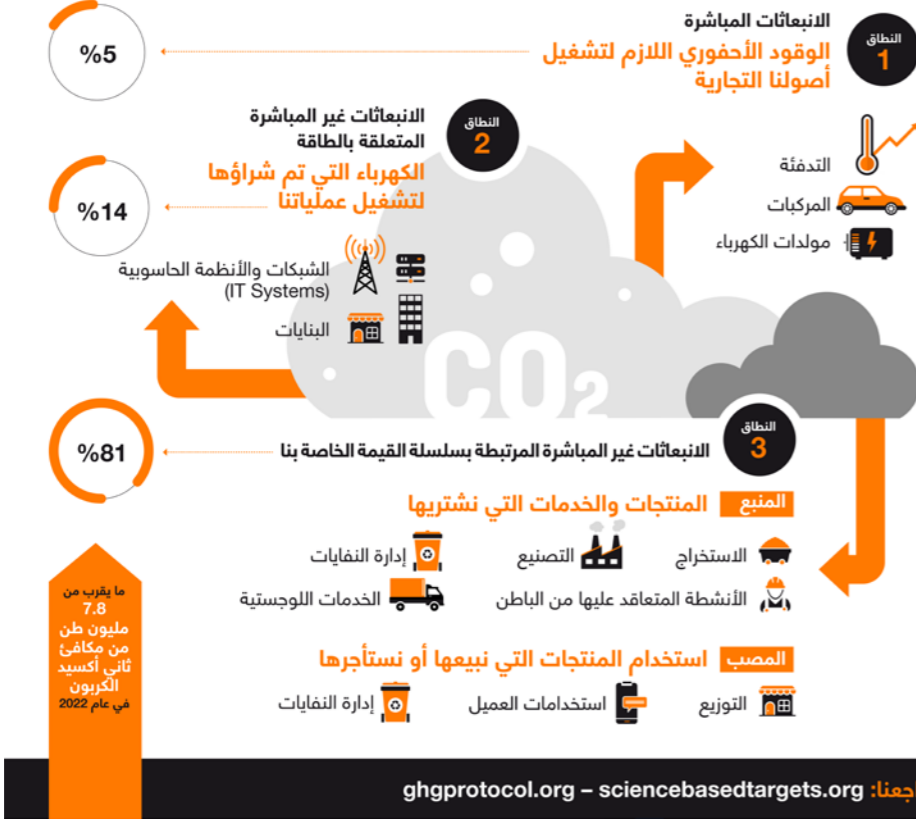 النطاق
1
الانبعاثات المباشرة
الوقود الأحفوري اللازم لتشغيل
أصولنا التجارية
%5
التدفئة
المركبات
مولدات الكهرباء
النطاق
2
الانبعاثات غير المباشرة
المتعلقة بالطاقة
الكهرباء التي تم شراؤها
لتشغيل عملياتنا
%14
الشبكات والأنظمة الحاسوبية
(IT Systems)
البنايات
CO2
النطاق
3
الانبعاثات غير المباشرة المرتبطة بسلسلة القيمة الخاصة بنا
%81
المنبع المنتجات والخدمات التي نشتريها
الاستخراج
التصنيع
إدارة النفايات
الأنشطة المتعاقد عليها من الباطن
الخدمات اللوجستية
المصب استخدام المنتجات التي نبيعها أو نستأجرها
التوزيع
استخدامات العميل
إدارة النفايات
ما يقرب من
7.8
مليون طن
من مكافئ
ثاني أكسيد
الكربون
في عام 2022
ghgprotocol.org – sciencebasedtargets.org